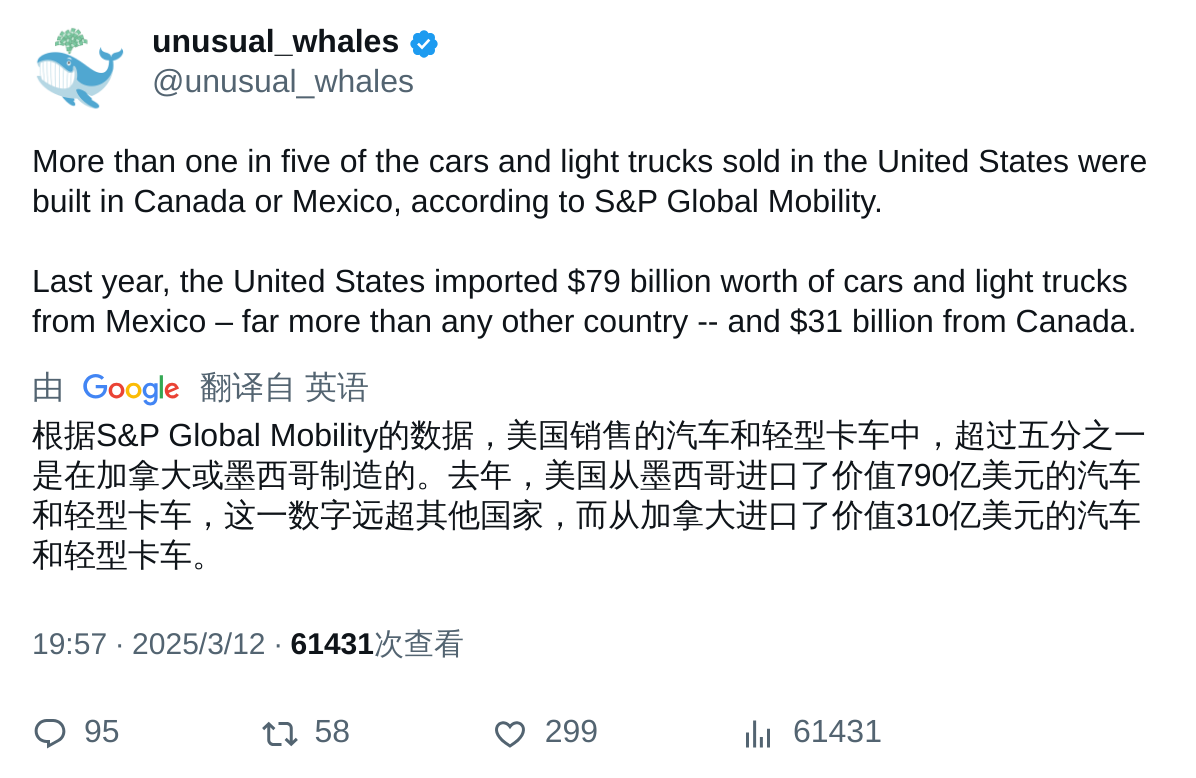 unusual_whales
@unusual_whales
More than one in five of the cars and light trucks sold in the United States were
built in Canada or Mexico, according to S&P Global Mobility.
Last year, the United States imported $79 billion worth of cars and light trucks
from Mexico – far more than any other country -- and $31 billion from Canada.
由 Google 翻译自 英语
根据S&P Global Mobility的数据，美国销售的汽车和轻型卡车中，超过五分之一
是在加拿大或墨西哥制造的。去年，美国从墨西哥进口了价值790亿美元的汽车
和轻型卡车，这一数字远超其他国家，而从加拿大进口了价值310亿美元的汽车
和轻型卡车。
19:57 · 2025/3/12 · 61431次查看
95 58 299 61431